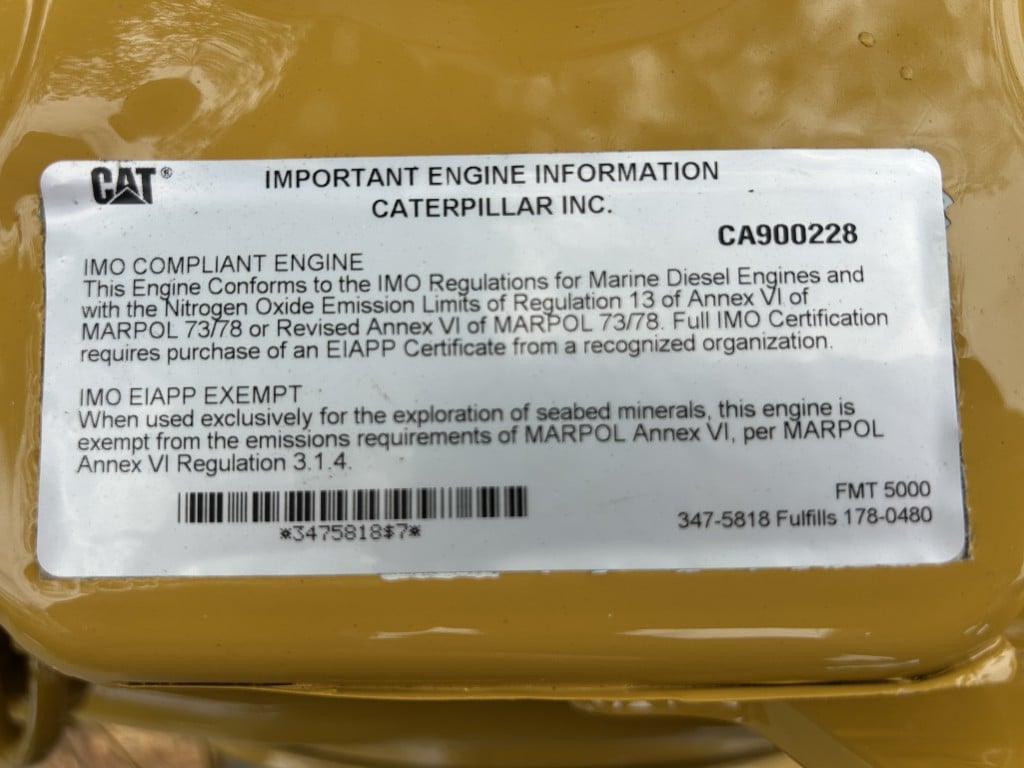 CAT®
IMPORTANT ENGINE INFORMATION
CATERPILLAR INC.
CA900228
IMO COMPLIANT ENGINE
This Engine Conforms to the IMO Regulations for Marine Diesel Engines and
with the Nitrogen Oxide Emission Limits of Regulation 13 of Annex VI of
MARPOL 73/78 or Revised Annex VI of MARPOL 73/78. Full IMO Certification
requires purchase of an EIAPP Certificate from a recognized organization.
IMO EIAPP EXEMPT
When used exclusively for the exploration of seabed minerals, this engine is
exempt from the emissions requirements of MARPOL Annex VI, per MARPOL
Annex VI Regulation 3.1.4.
*3475818$7*
FMT 5000
347-5818 Fulfills 178-0480